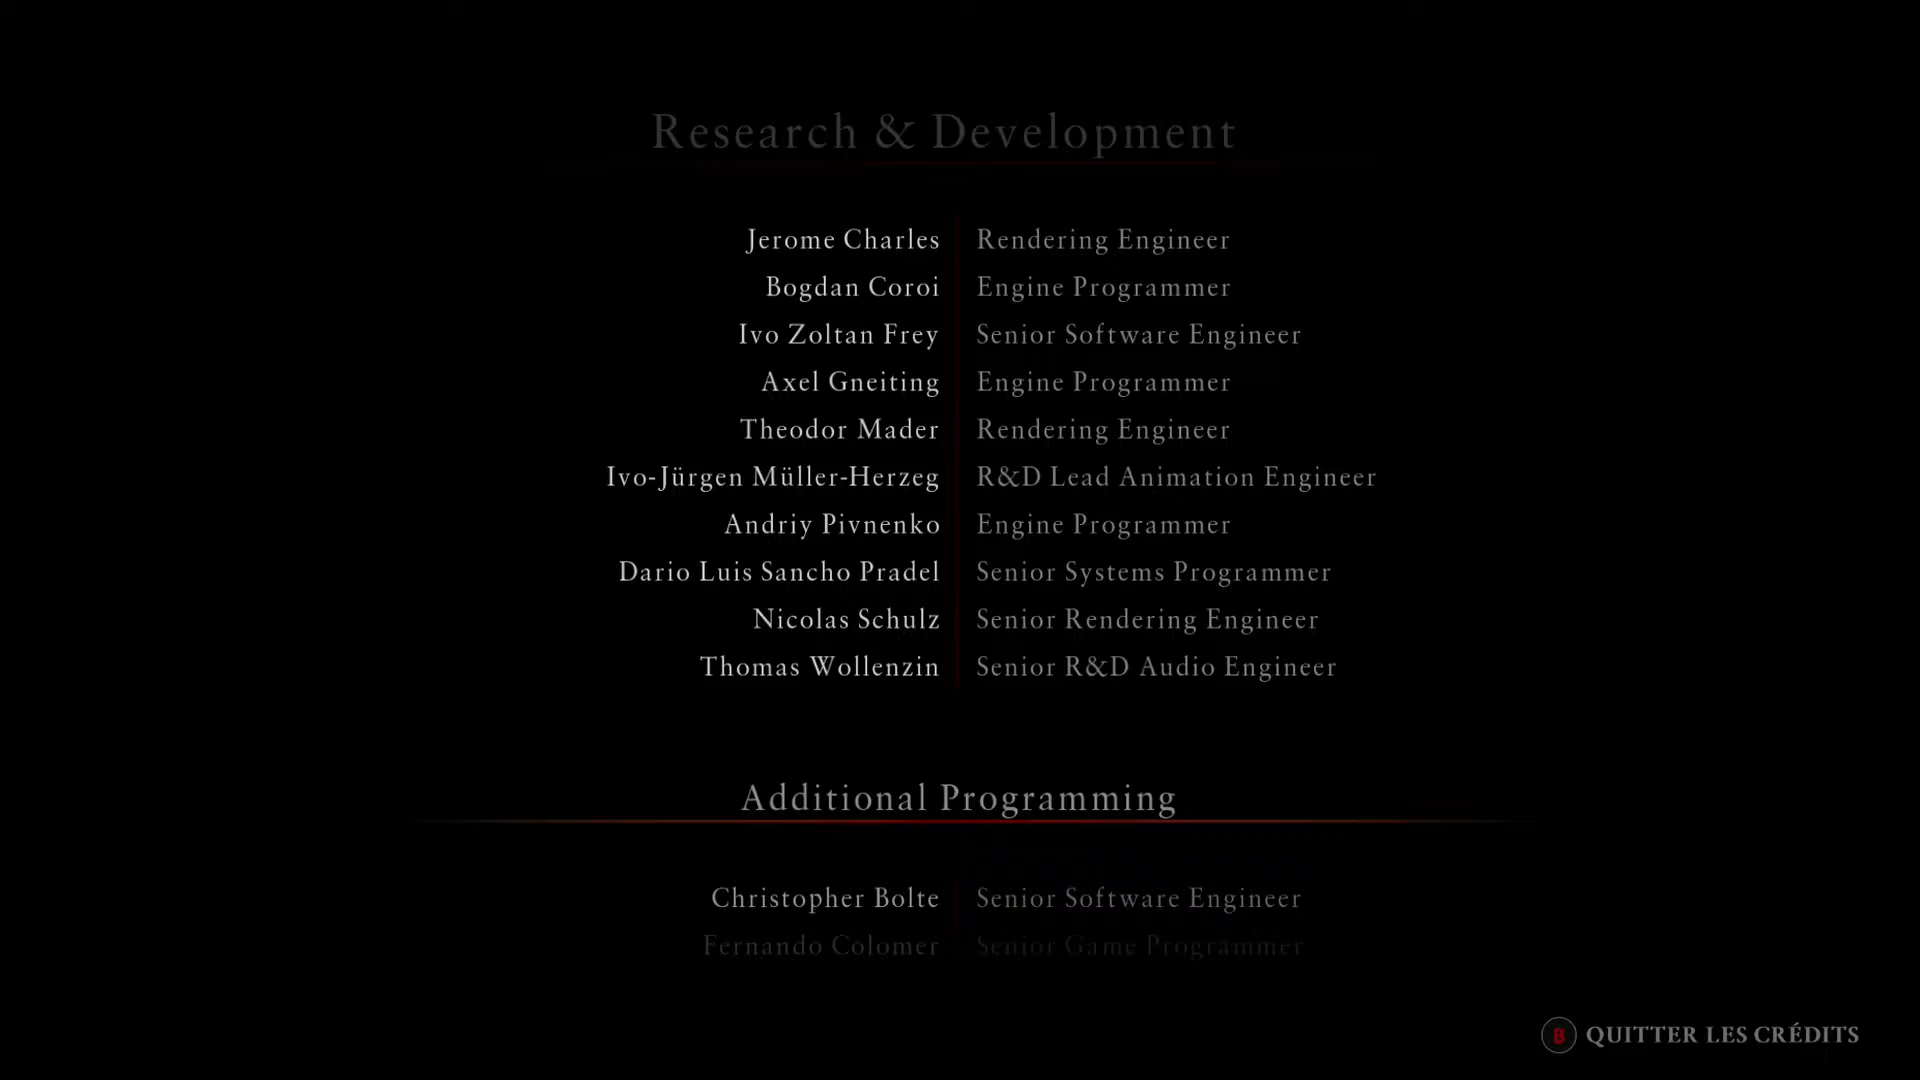 Research & Development
Jerome Charles Rendering Engineer
Bogdan Coroi Engine Programmer
Ivo Zoltan Frey Senior Software Engineer
Axel Gneiting Engine Programmer
Theodor Mader Rendering Engineer
Ivo-Jürgen Müller-Herzeg R&D Lead Animation Engineer
Andriy Pivnenko Engine Programmer
Dario Luis Sancho Pradel Senior Systems Programmer
Nicolas Schulz Senior Rendering Engineer
Thomas Wollenzin Senior R&D Audio Engineer
Additional Programming
Christopher Bolte Senior Software Engineer
Fernando Colomer Senior Game Programmer
B QUITTER LES CRÉDITS